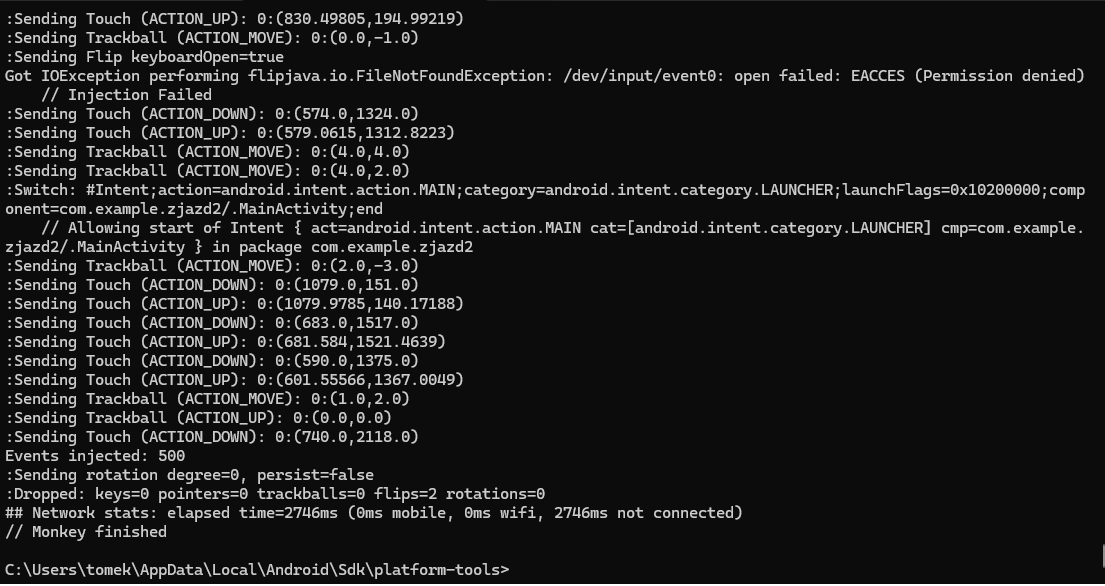 :Sending Touch (ACTION_UP): 0:(830.49805,194.99219)
:Sending Trackball (ACTION_MOVE): 0:(0.0,-1.0)
:Sending Flip keyboardOpen=true
Got IOException performing flipjava.io.FileNotFoundException: /dev/input/event0: open failed: EACCES (Permission denied)
    // Injection Failed
:Sending Touch (ACTION_DOWN): 0:(574.0,1324.0)
:Sending Touch (ACTION_UP): 0:(579.0615,1312.8223)
:Sending Trackball (ACTION_MOVE): 0:(4.0,4.0)
:Sending Trackball (ACTION_MOVE): 0:(4.0,2.0)
:Switch: #Intent;action=android.intent.action.MAIN;category=android.intent.category.LAUNCHER;launchFlags=0x10200000;comp
onent=com.example.zjazd2/.MainActivity;end
    // Allowing start of Intent { act=android.intent.action.MAIN cat=[android.intent.category.LAUNCHER] cmp=com.example.
zjazd2/.MainActivity } in package com.example.zjazd2
:Sending Trackball (ACTION_MOVE): 0:(2.0,-3.0)
:Sending Touch (ACTION_DOWN): 0:(1079.0,151.0)
:Sending Touch (ACTION_UP): 0:(1079.9785,140.17188)
:Sending Touch (ACTION_DOWN): 0:(683.0,1517.0)
:Sending Touch (ACTION_UP): 0:(681.584,1521.4639)
:Sending Touch (ACTION_DOWN): 0:(590.0,1375.0)
:Sending Touch (ACTION_UP): 0:(601.55566,1367.0049)
:Sending Trackball (ACTION_MOVE): 0:(1.0,2.0)
:Sending Trackball (ACTION_UP): 0:(0.0,0.0)
:Sending Touch (ACTION_DOWN): 0:(740.0,2118.0)
Events injected: 500
:Sending rotation degree=0, persist=false
:Dropped: keys=0 pointers=0 trackballs=0 flips=2 rotations=0
## Network stats: elapsed time=2746ms (0ms mobile, 0ms wifi, 2746ms not connected)
// Monkey finished

C:\Users\tomek\AppData\Local\Android\Sdk\platform-tools>